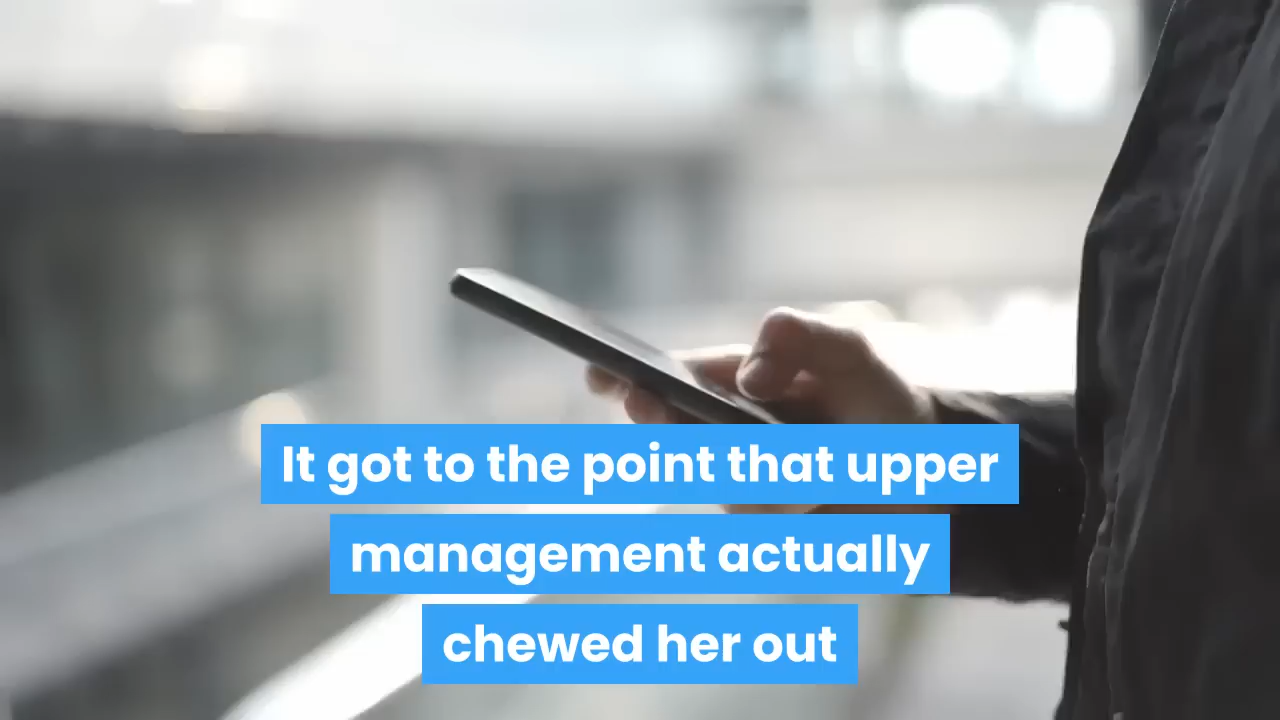 It got to the point that upper
management actually
chewed her out